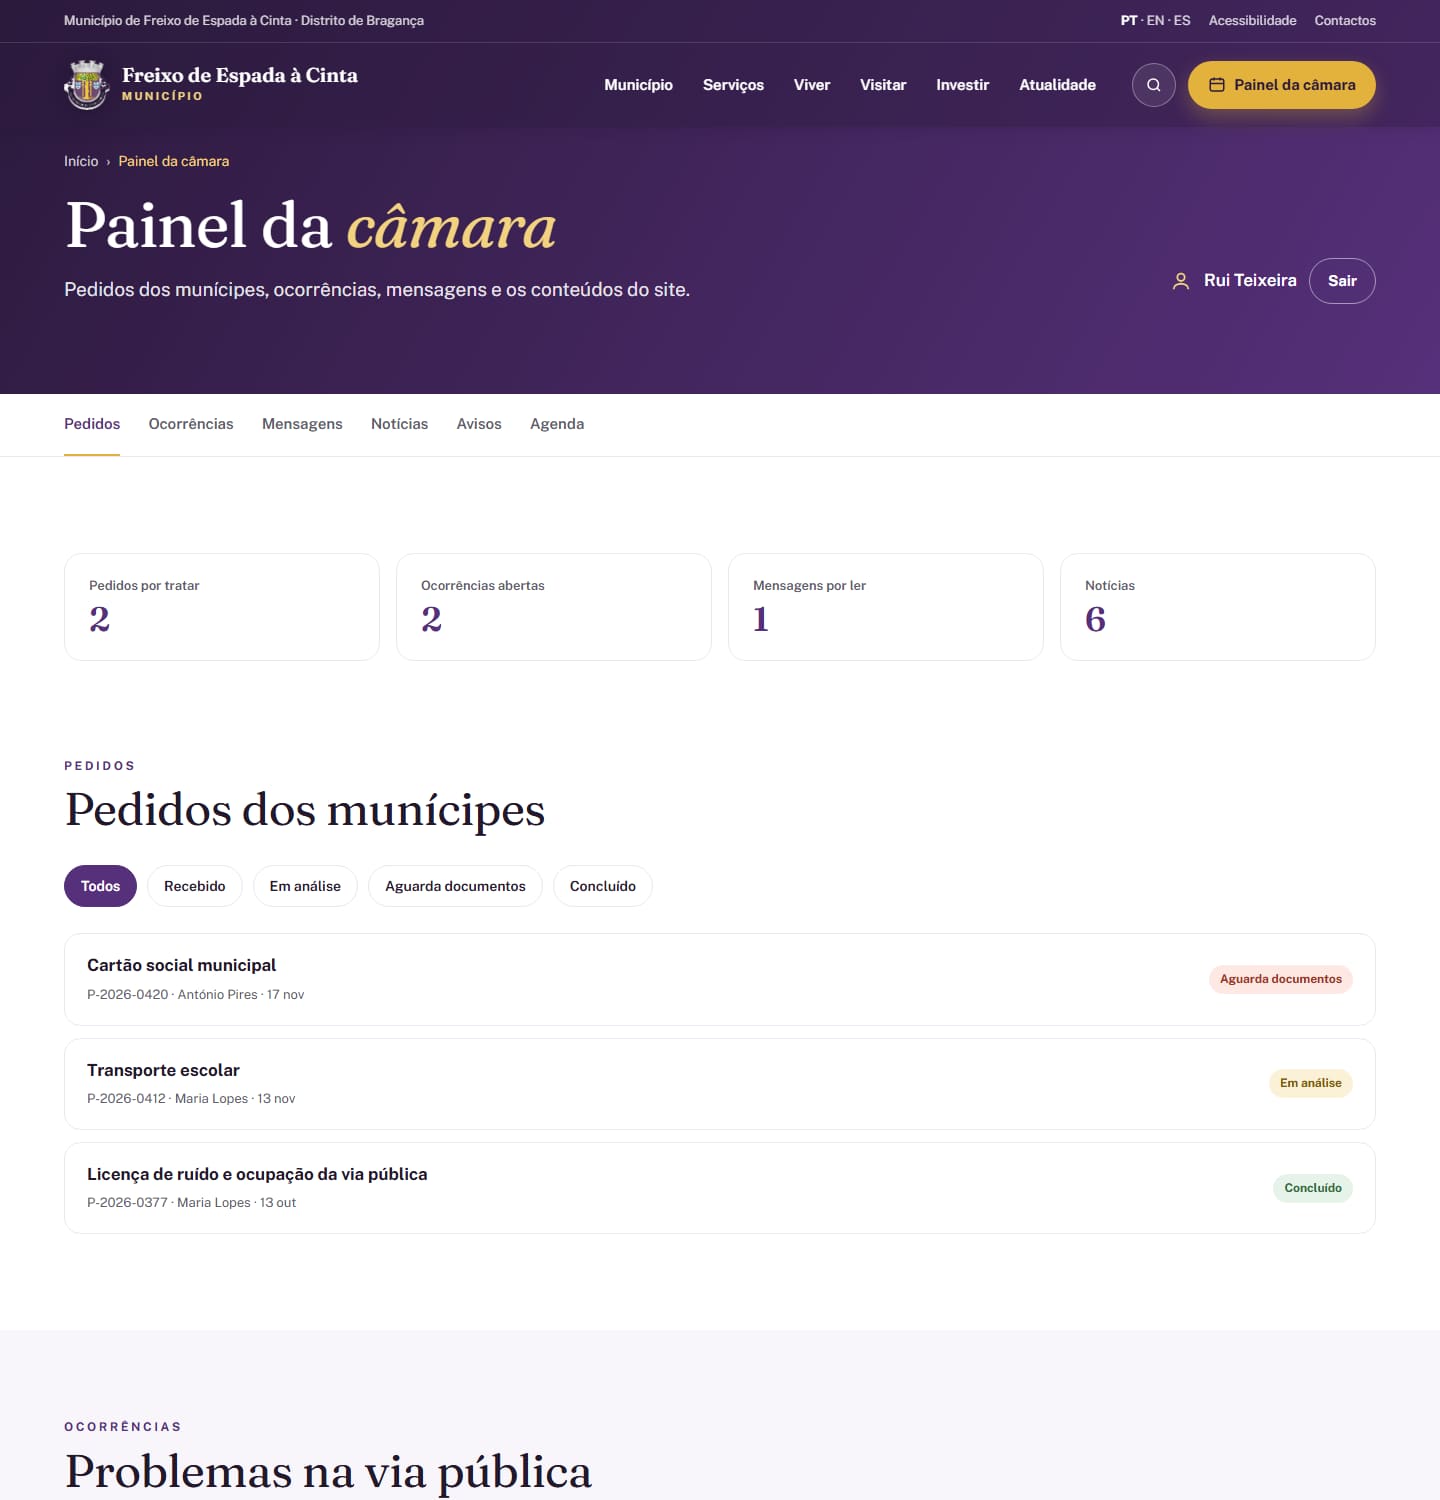 Município de Freixo de Espada à Cinta · Distrito de Bragança
PT · EN · ES Acessibilidade Contactos
Freixo de Espada à Cinta
MUNICÍPIO
Município Serviços Viver Visitar Investir Atualidade Painel da câmara
Início › Painel da câmara
Painel da câmara
Pedidos dos munícipes, ocorrências, mensagens e os conteúdos do site.
Rui Teixeira Sair
Pedidos Ocorrências Mensagens Notícias Avisos Agenda
Pedidos por tratar
2
Ocorrências abertas
2
Mensagens por ler
1
Notícias
6
PEDIDOS
Pedidos dos munícipes
Todos Recebido Em análise Aguarda documentos Concluído
Cartão social municipal
P-2026-0420 · António Pires · 17 nov
Aguarda documentos
Transporte escolar
P-2026-0412 · Maria Lopes · 13 nov
Em análise
Licença de ruído e ocupação da via pública
P-2026-0377 · Maria Lopes · 13 out
Concluído
OCORRÊNCIAS
Problemas na via pública